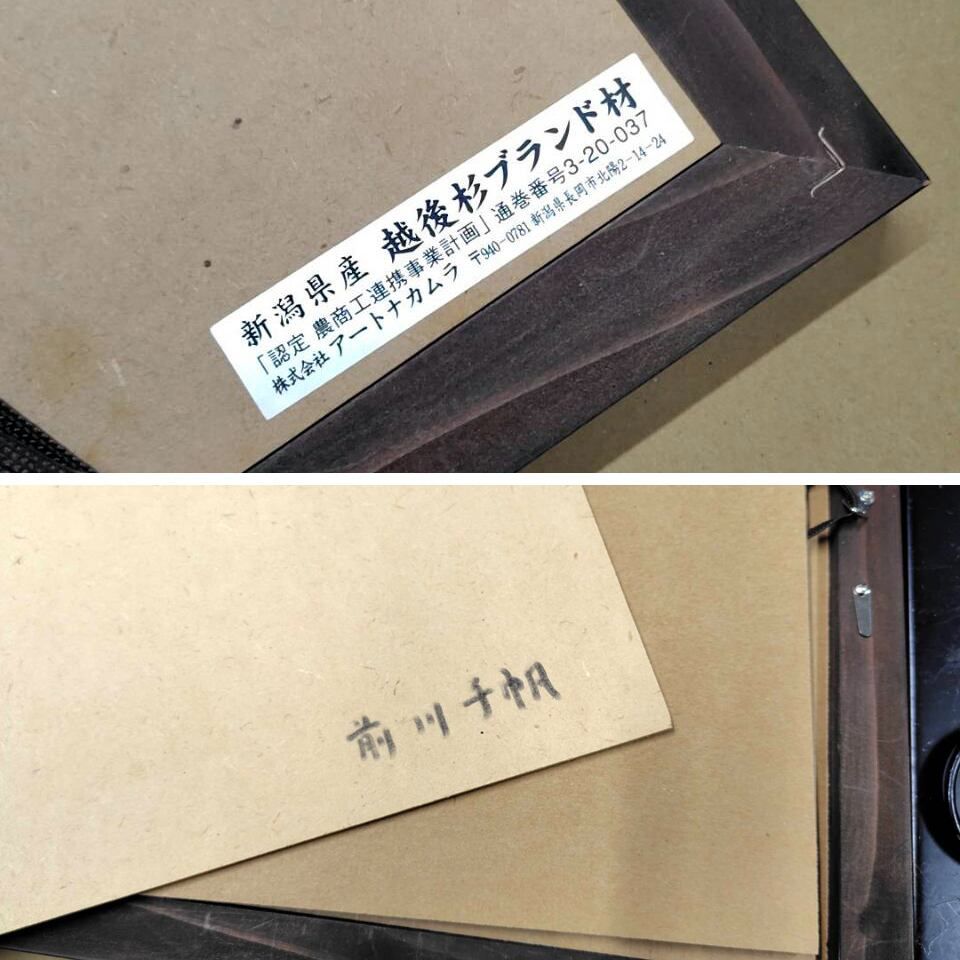 新潟県産 越後杉ブランド材
「認定 農商工連携事業計画」通巻番号3-20-037
株式会社 アートナカムラ 〒940-0781 新潟県長岡市北陽2-14-24
前川千帆